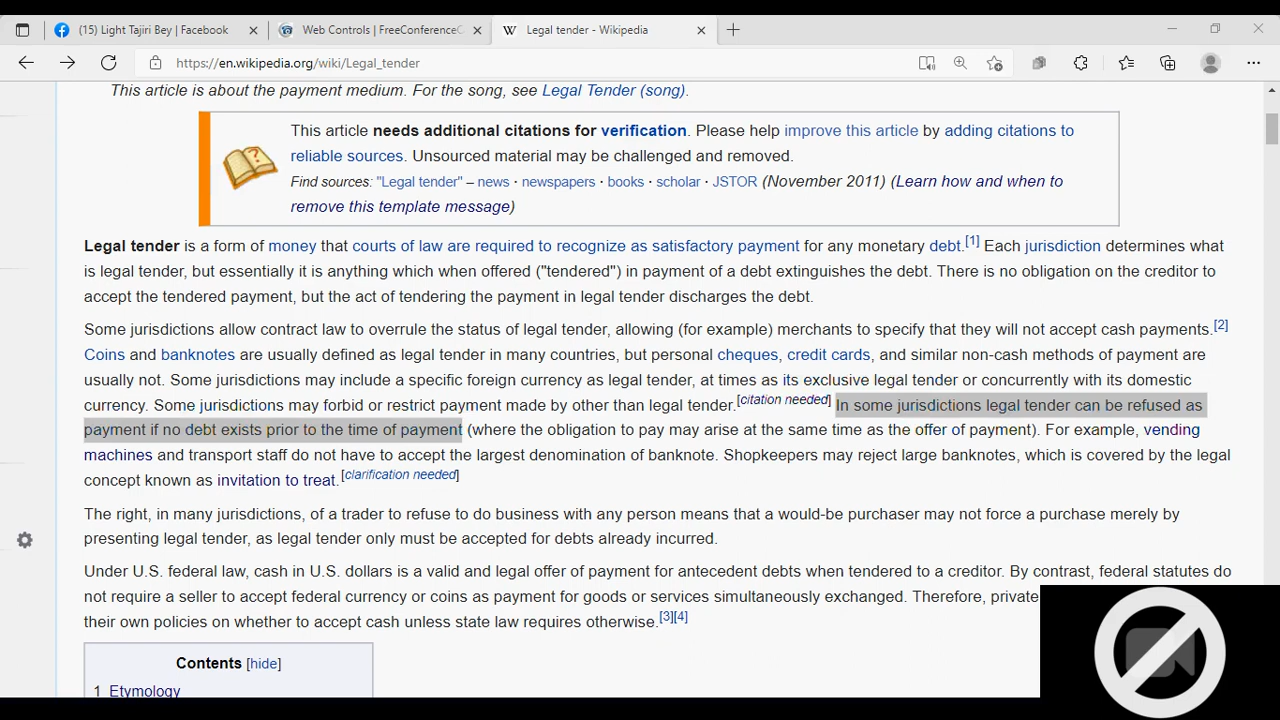 (15) Light Tajiri Bey | Facebook
Web Controls | FreeConferenceC
Legal tender - Wikipedia
https://en.wikipedia.org/wiki/Legal_tender
This article is about the payment medium. For the song, see Legal Tender (song).
This article needs additional citations for verification. Please help improve this article by adding citations to
reliable sources. Unsourced material may be challenged and removed.
Find sources: "Legal tender" – news · newspapers · books · scholar · JSTOR (November 2011) (Learn how and when to
remove this template message)
Legal tender is a form of money that courts of law are required to recognize as satisfactory payment for any monetary debt.[1] Each jurisdiction determines what
is legal tender, but essentially it is anything which when offered ("tendered") in payment of a debt extinguishes the debt. There is no obligation on the creditor to
accept the tendered payment, but the act of tendering the payment in legal tender discharges the debt.
Some jurisdictions allow contract law to overrule the status of legal tender, allowing (for example) merchants to specify that they will not accept cash payments.[2]
Coins and banknotes are usually defined as legal tender in many countries, but personal cheques, credit cards, and similar non-cash methods of payment are
usually not. Some jurisdictions may include a specific foreign currency as legal tender, at times as its exclusive legal tender or concurrently with its domestic
currency. Some jurisdictions may forbid or restrict payment made by other than legal tender.[citation needed] In some jurisdictions legal tender can be refused as
payment if no debt exists prior to the time of payment (where the obligation to pay may arise at the same time as the offer of payment). For example, vending
machines and transport staff do not have to accept the largest denomination of banknote. Shopkeepers may reject large banknotes, which is covered by the legal
concept known as invitation to treat.[clarification needed]
The right, in many jurisdictions, of a trader to refuse to do business with any person means that a would-be purchaser may not force a purchase merely by
presenting legal tender, as legal tender only must be accepted for debts already incurred.
Under U.S. federal law, cash in U.S. dollars is a valid and legal offer of payment for antecedent debts when tendered to a creditor. By contrast, federal statutes do
not require a seller to accept federal currency or coins as payment for goods or services simultaneously exchanged. Therefore, private
their own policies on whether to accept cash unless state law requires otherwise.[3][4]
Contents [hide]
1 Etymology